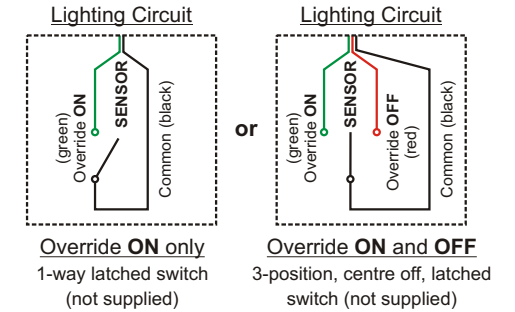 Lighting Circuit
(green)
Override ON
SENSOR
Common (black)
Override ON only
1-way latched switch
(not supplied)
or
Lighting Circuit
(green)
Override ON
SENSOR
Override OFF
(red)
Common (black)
Override ON and OFF
3-position, centre off, latched
switch (not supplied)